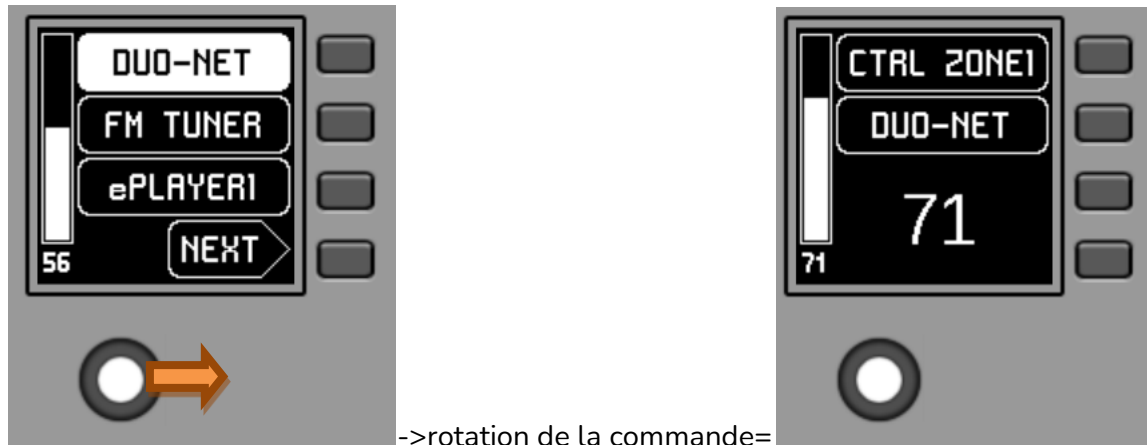 DUO-NET
FM TUNER
ePLAYER1
NEXT
56
->rotation de la commande=
CTRL ZONE1
DUO-NET
71
71